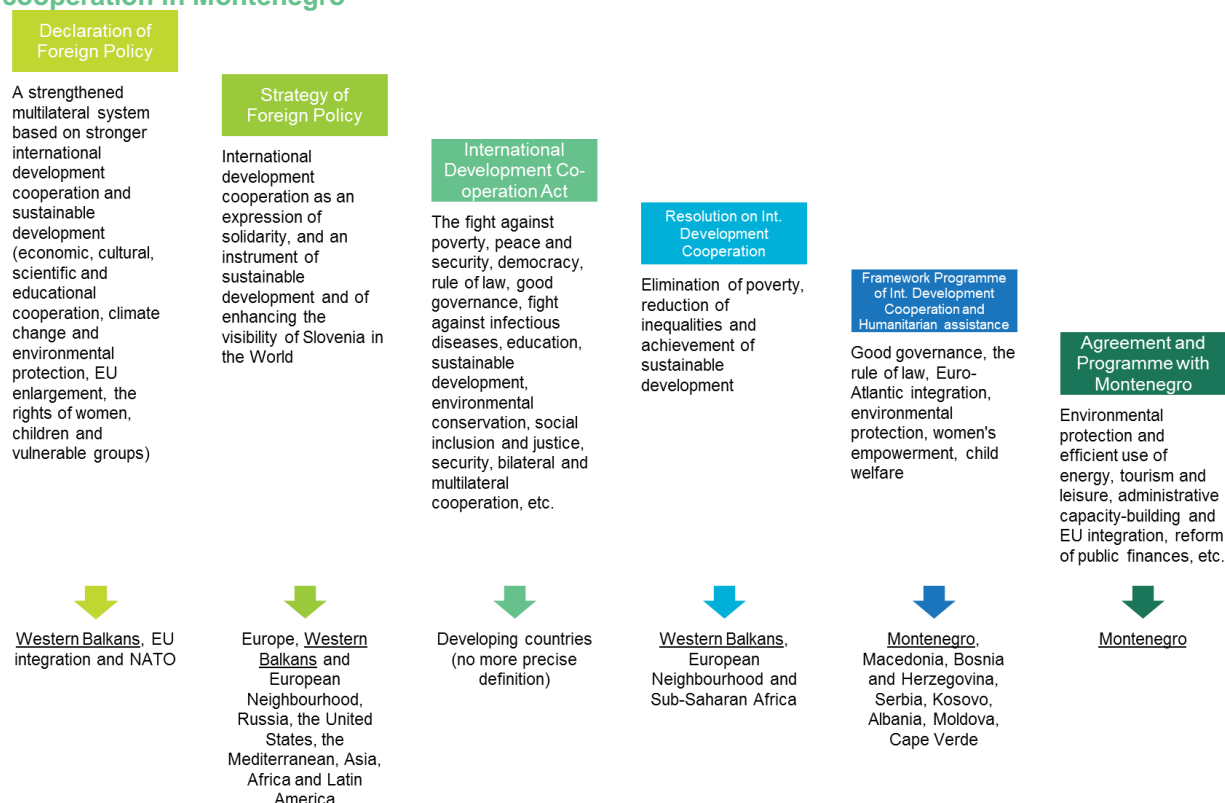 cooperation in Montenegro
Declaration of
Foreign Policy
A strengthened
multilateral system
based on stronger
international
development
cooperation and
sustainable
development
(economic, cultural,
scientific and
educational
cooperation, climate
change and
environmental
protection, EU
enlargement, the
rights of women,
children and
vulnerable groups)
Western Balkans, EU
integration and NATO
Strategy of
Foreign Policy
International
development
cooperation as an
expression of
solidarity, and an
instrument of
sustainable
development and of
enhancing the
visibility of Slovenia in
the World
Europe, Western
Balkans and
European
Neighbourhood,
Russia, the United
States, the
Mediterranean, Asia,
Africa and Latin
America
International
Development Co-
operation Act
The fight against
poverty, peace and
security, democracy,
rule of law, good
governance, fight
against infectious
diseases, education,
sustainable
development,
environmental
conservation, social
inclusion and justice,
security, bilateral and
multilateral
cooperation, etc.
Developing countries
(no more precise
definition)
Resolution on Int.
Development
Cooperation
Elimination of poverty,
reduction of
inequalities and
achievement of
sustainable
development
Western Balkans,
European
Neighbourhood and
Sub-Saharan Africa
Framework Programme
of Int. Development
Cooperation and
Humanitarian assistance
Good governance, the
rule of law, Euro-
Atlantic integration,
environmental
protection, women's
empowerment, child
welfare
Montenegro,
Macedonia, Bosnia
and Herzegovina,
Serbia, Kosovo,
Albania, Moldova,
Cape Verde
Agreement and
Programme with
Montenegro
Environmental
protection and
efficient use of
energy, tourism and
leisure, administrative
capacity-building and
EU integration, reform
of public finances, etc.
Montenegro